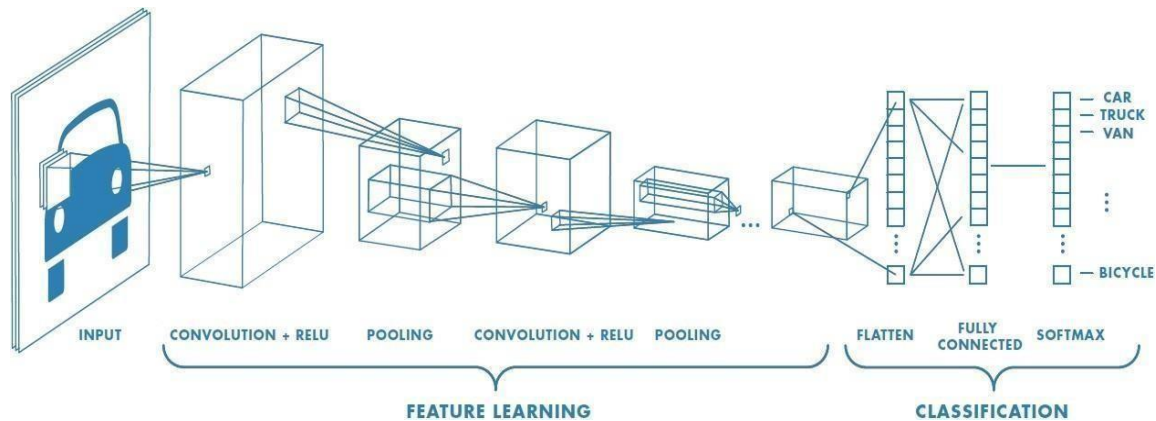 CAR
TRUCK
VAN
BICYCLE
INPUT
CONVOLUTION + RELU
POOLING
CONVOLUTION + RELU
POOLING
FLATTEN
FULLY
CONNECTED
SOFTMAX
FEATURE LEARNING
CLASSIFICATION